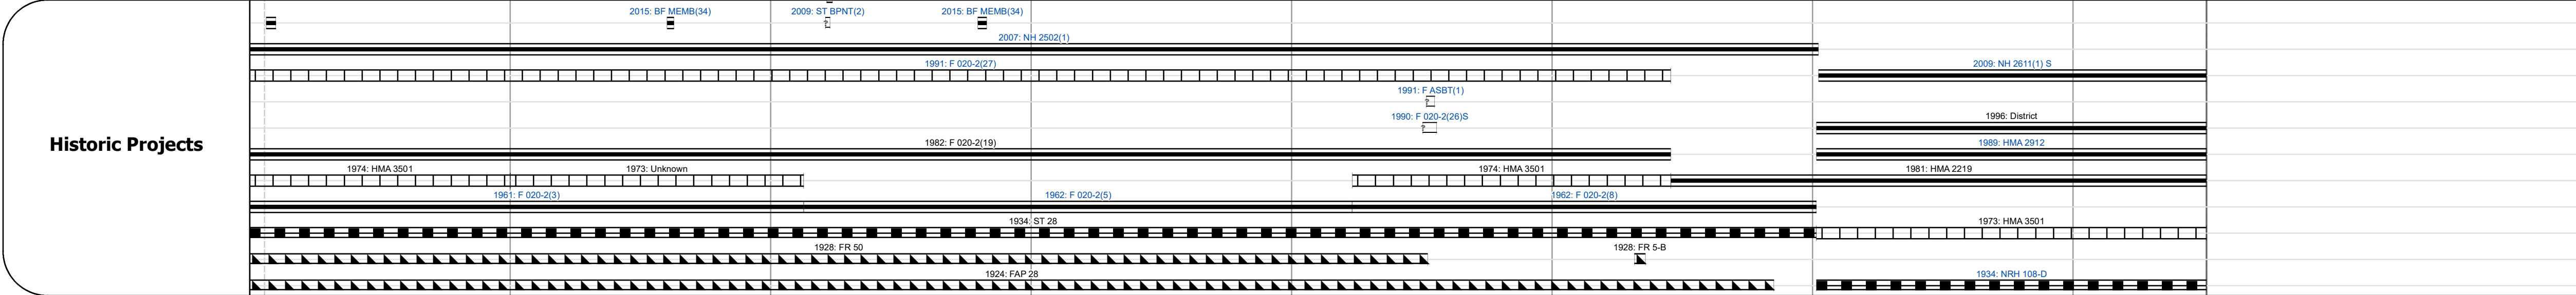 2015: BF MEMB(34) 2009: ST BPNT(2) 2015: BF MEMB(34)
?
2007: NH 2502(1)
1991: F 020-2(27) 2009: NH 2611(1) S
1991: F ASBT(1)
?
1990: F 020-2(26)S 1996: District
?
1982: F 020-2(19) 1989: HMA 2912
Historic Projects
1974: HMA 3501 1973: Unknown 1974: HMA 3501 1981: HMA 2219
1961: F 020-2(3) 1962: F 020-2(5) 1962: F 020-2(8)
1934: ST 28 1973: HMA 3501
1928: FR 50 1928: FR 5-B
1924: FAP 28 1934: NRH 108-D